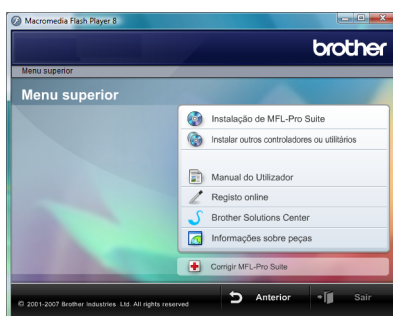 Macromedia Flash Player 8
brother
Menu superior
Menu superior
Instalação de MFL-Pro Suite
Instalar outros controladores ou utilitários
Manual do Utilizador
Registo online
Brother Solutions Center
Informações sobre peças
Corrigir MFL-Pro Suite
© 2001-2007 Brother Industries Ltd. All rights reserved
Anterior
Sair